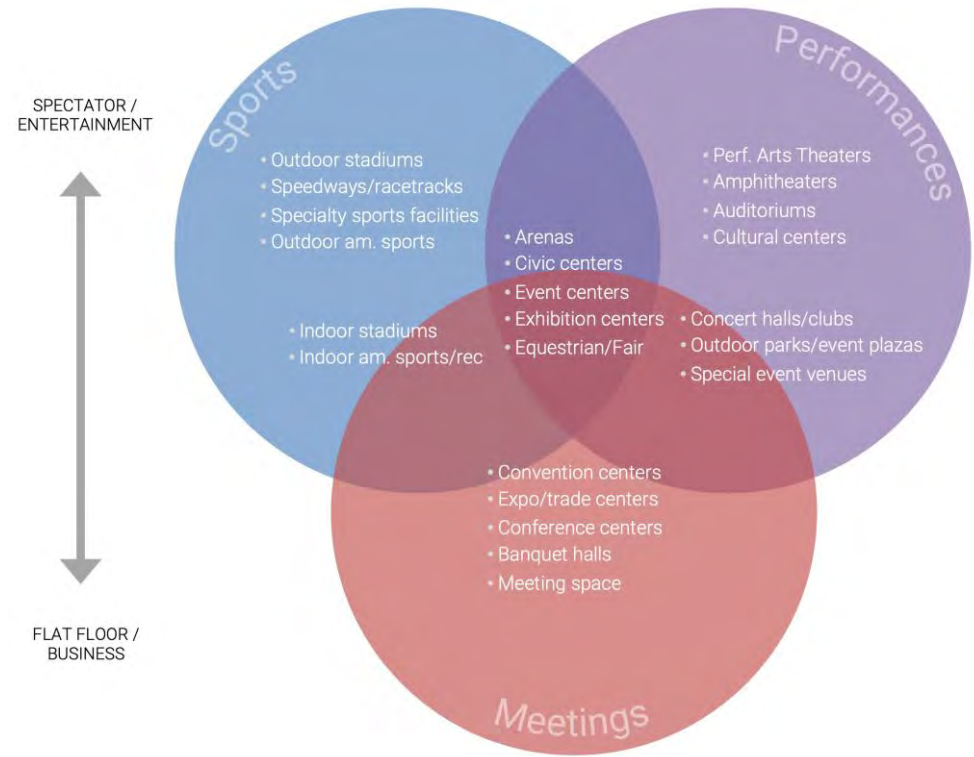 Sports
Performances
SPECTATOR /
ENTERTAINMENT
• Outdoor stadiums
• Speedways/racetracks
• Specialty sports facilities
• Outdoor am. sports
• Perf. Arts Theaters
• Amphitheaters
• Auditoriums
• Cultural centers
• Arenas
• Civic centers
• Event centers
• Exhibition centers
• Equestrian/Fair
• Indoor stadiums
• Indoor am. sports/rec
• Concert halls/clubs
• Outdoor parks/event plazas
• Special event venues
• Convention centers
• Expo/trade centers
• Conference centers
• Banquet halls
• Meeting space
FLAT FLOOR /
BUSINESS
Meetings